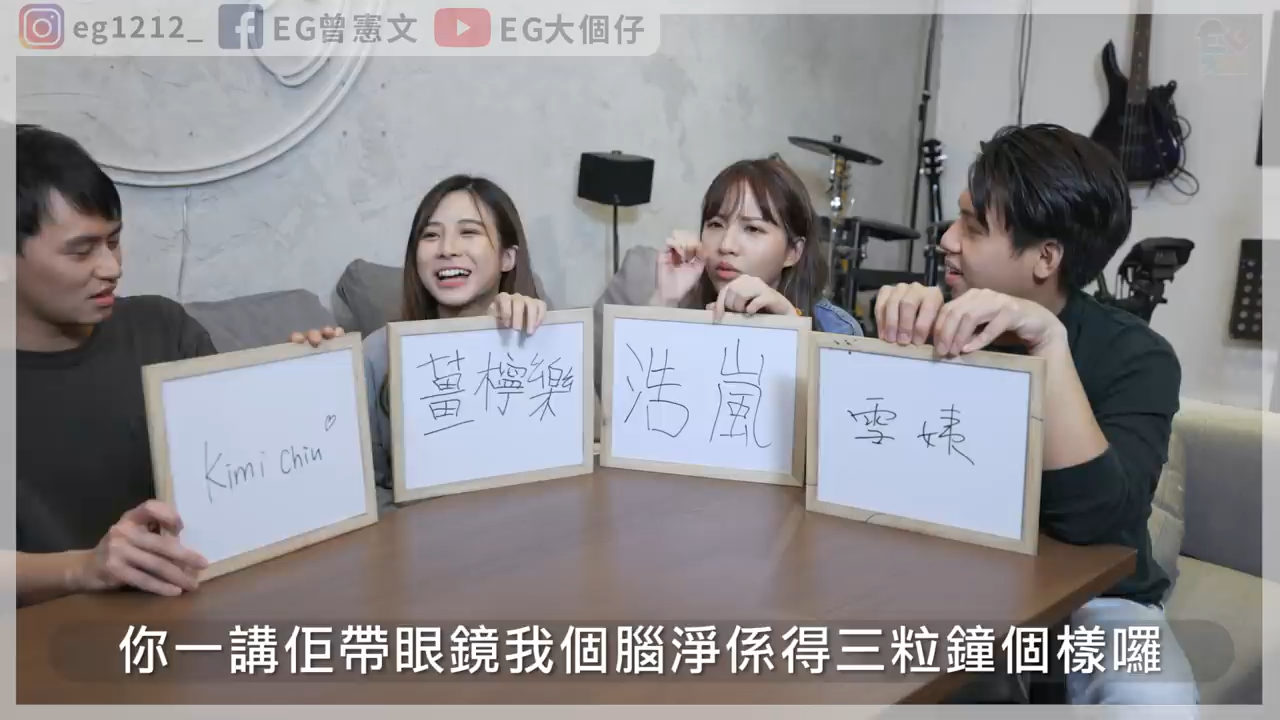 eg1212_ EG曾憲文 EG大個仔
Kimi Chiu
薑檸樂
浩嵐
雪姨
你一講佢帶眼鏡我個腦淨係得三粒鐘個樣囉